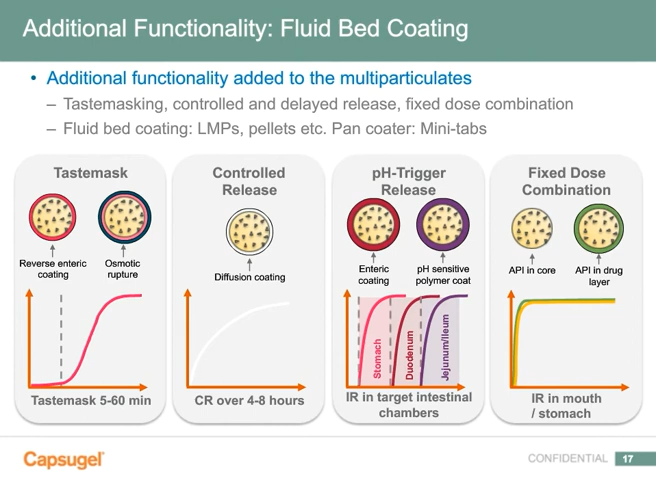 Additional Functionality: Fluid Bed Coating
• Additional functionality added to the multiparticulates
– Tastemasking, controlled and delayed release, fixed dose combination
– Fluid bed coating: LMPs, pellets etc. Pan coater: Mini-tabs
Tastemask
Reverse enteric
coating
Osmotic
rupture
Tastemask 5-60 min
Controlled
Release
Diffusion coating
CR over 4-8 hours
pH-Trigger
Release
Enteric
coating
pH sensitive
polymer coat
Stomach
Duodenum
Jejunum/Ileum
IR in target intestinal
chambers
Fixed Dose
Combination
API in core
API in drug
layer
IR in mouth
/ stomach
Capsugel
CONFIDENTIAL 17